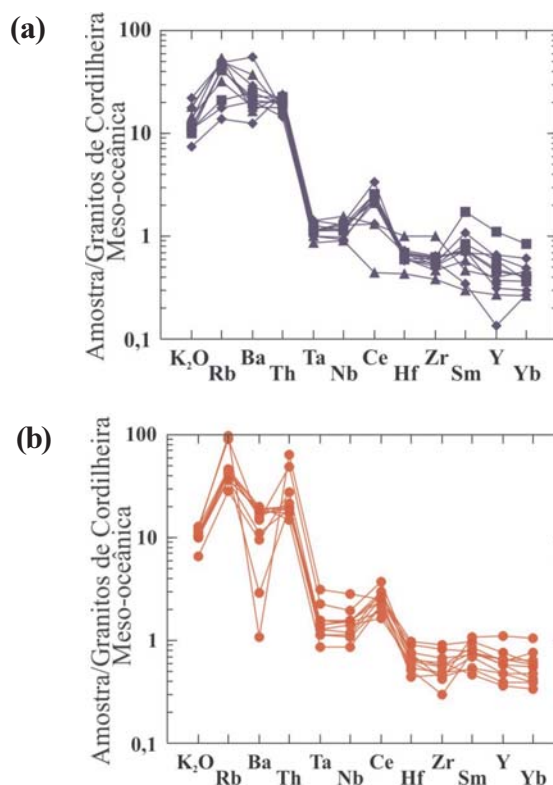 (a)
Amostra/Granitos de Cordilheira
Meso-oceânica
100
10
1
0,1
K₂O
Rb
Ba
Th
Ta
Nb
Ce
Hf
Zr
Sm
Y
Yb
(b)
Amostra/Granitos de Cordilheira
Meso-oceânica
100
10
1
0,1
K₂O
Rb
Ba
Th
Ta
Nb
Ce
Hf
Zr
Sm
Y
Yb